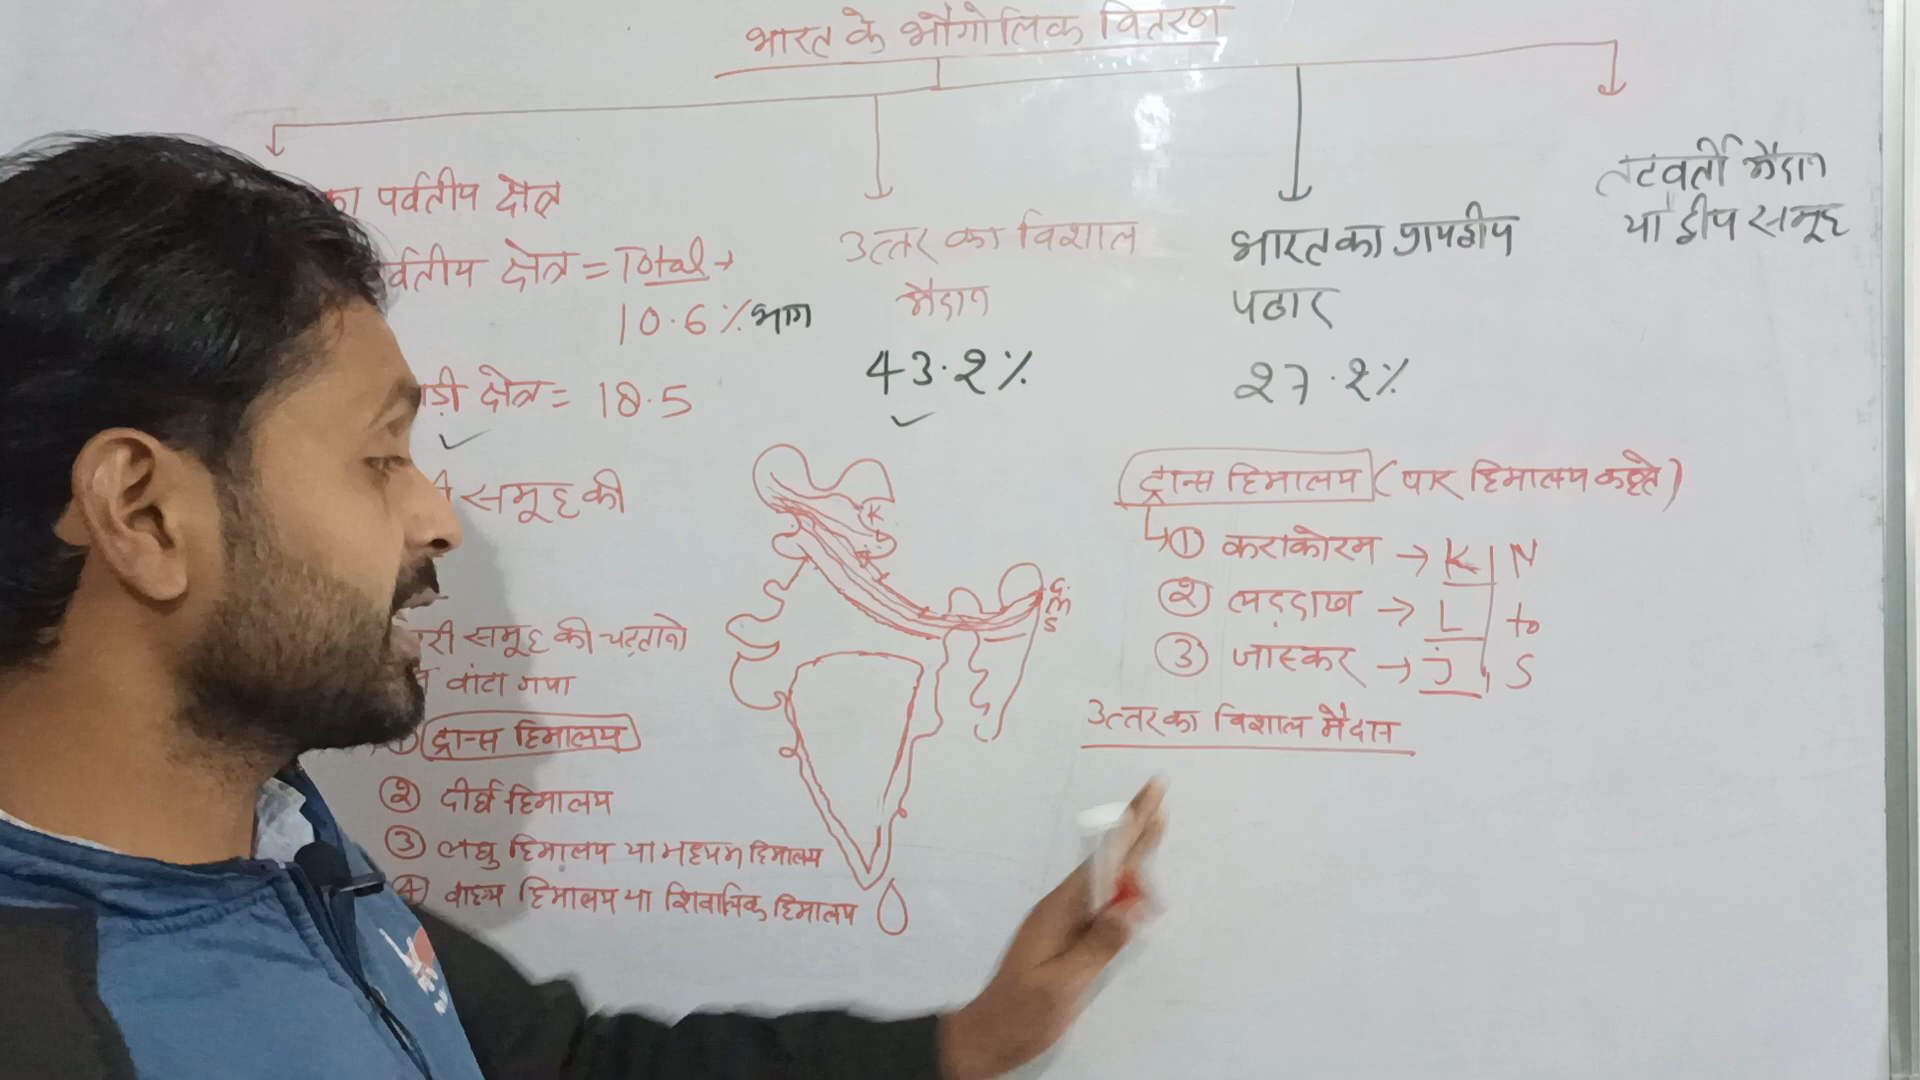 भारत के भौगोलिक वितरण
का पर्वतीय क्षेत्र
र्वतीय क्षेत्र = Total →
10.6 % भाग
ड़ी क्षेत्र = 18.5
समूह की
री समूह की चट्टानो
बांटा गया
① ट्रान्स हिमालय
② दीर्घ हिमालय
③ लघु हिमालय या मध्यम हिमालय
④ वाह्य हिमालय या शिवालिक हिमालय
उत्तर का विशाल
मैदान
43.2 %
भारत का प्रायद्वीप
पठार
27.2 %
तटवर्ती मैदान
या द्वीप समूह
K
G
M
S
ट्रान्स हिमालय (पार हिमालय कहते)
① कराकोरम → K | N
② लद्दाख → L | to
③ जास्कर → J | S
उत्तर का विशाल मैदान